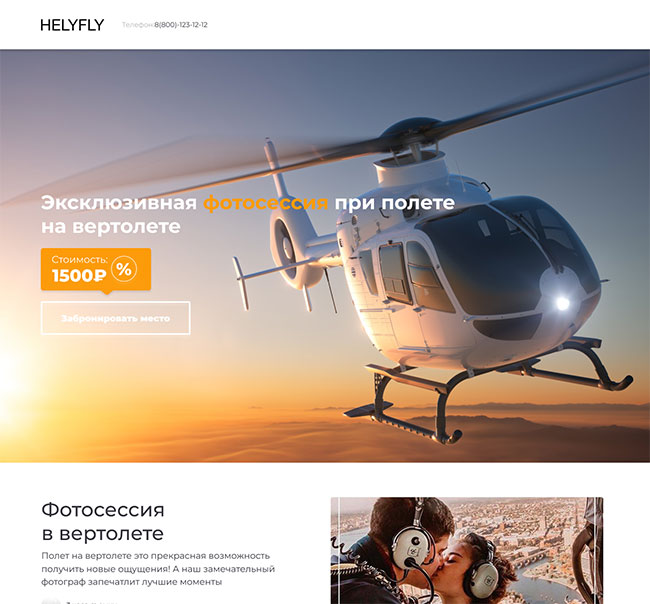 HELYFLY
Телефон:8(800)-123-12-12
Эксклюзивная фотосессия при полете
на вертолете
Стоимость:
1500₽ %
Забронировать место
Фотосессия
в вертолете
Полет на вертолете это прекрасная возможность
получить новые ощущения! А наш замечательный
фотограф запечатлит лучшие моменты